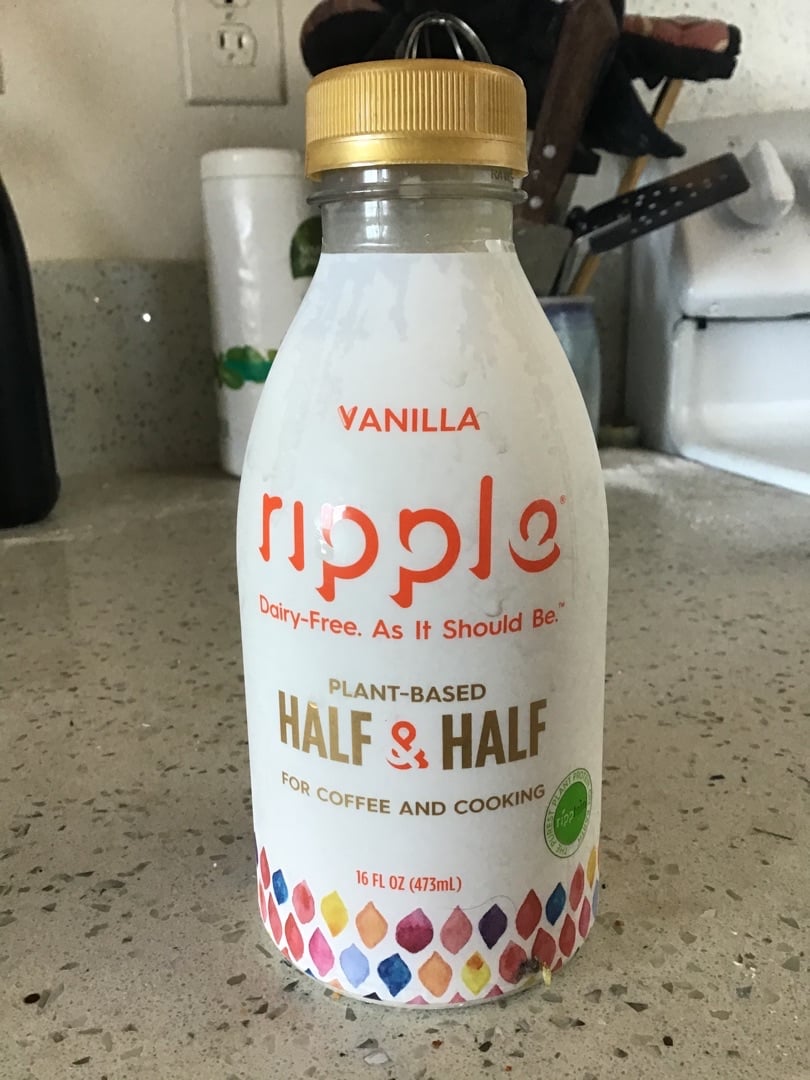 VANILLA
ripple®
Dairy-Free. As It Should Be.™
PLANT-BASED
HALF & HALF
FOR COFFEE AND COOKING
16 FL OZ (473mL)